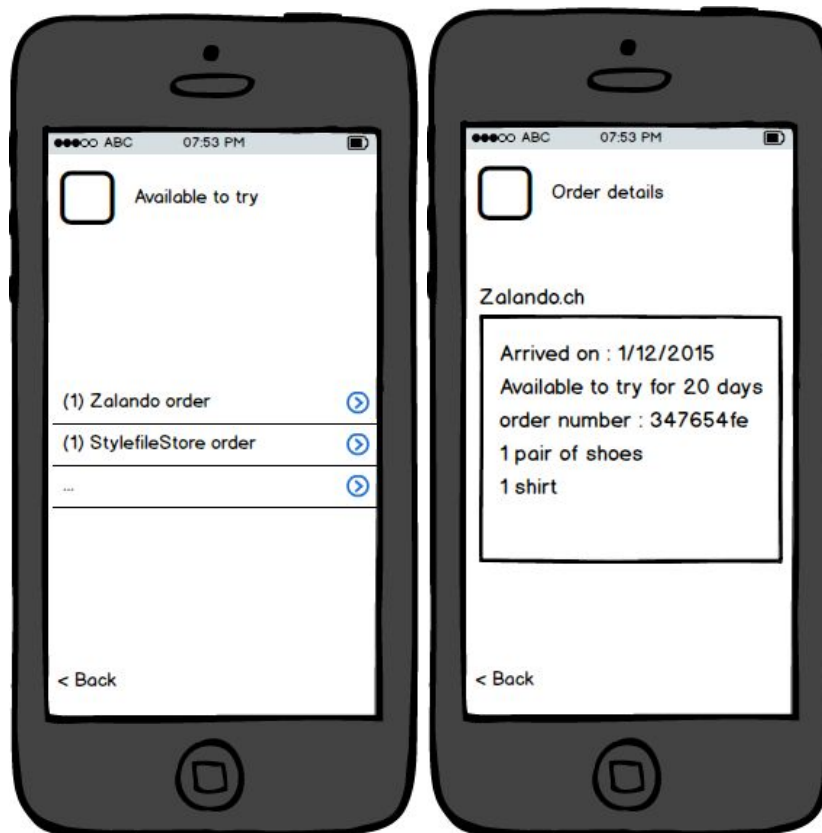 ABC 07:53 PM
Available to try
(1) Zalando order
(1) StylefileStore order
...
< Back
ABC 07:53 PM
Order details
Zalando.ch
Arrived on : 1/12/2015
Available to try for 20 days
order number : 347654fe
1 pair of shoes
1 shirt
< Back